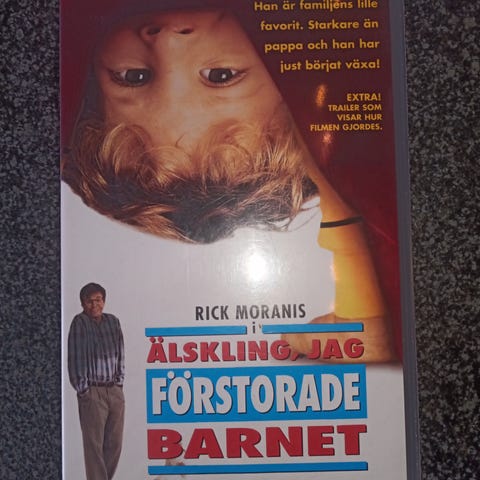 Han är familjens lille
favorit. Starkare än
pappa och han har
just börjat växa!
EXTRA!
TRAILER SOM
VISAR HUR
FILMEN GJORDES.
RICK MORANIS
i
ÄLSKLING, JAG
FÖRSTORADE
BARNET